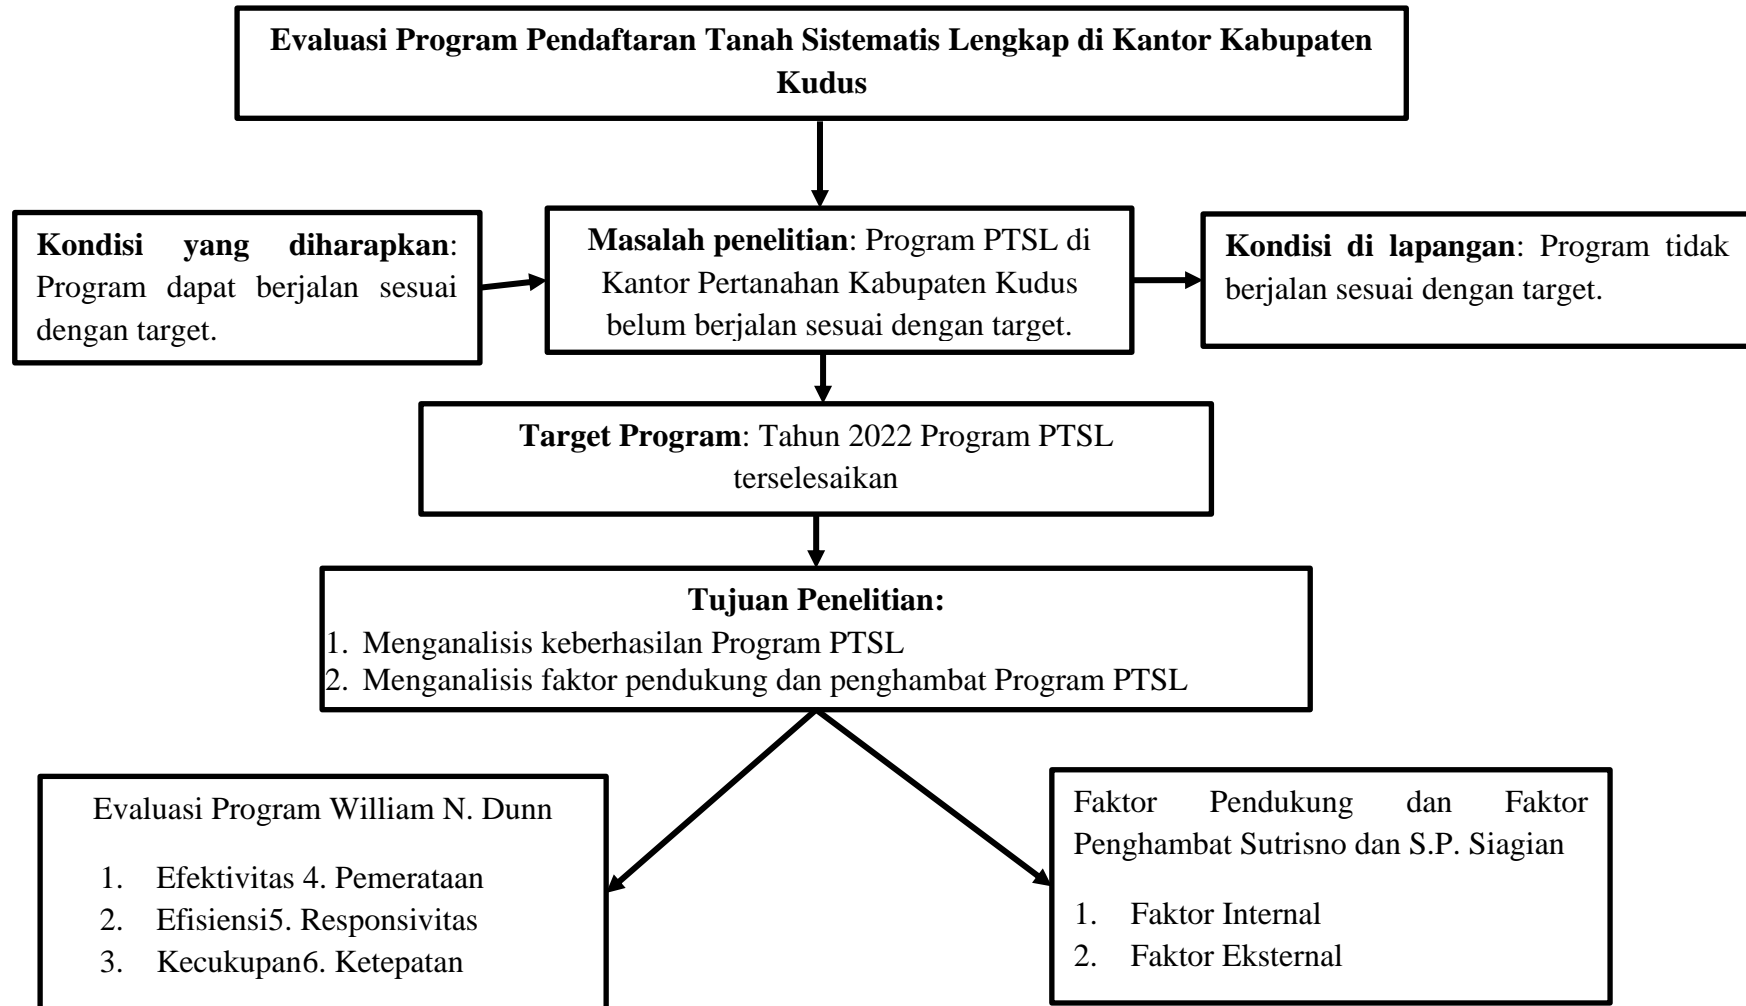 Evaluasi Program Pendaftaran Tanah Sistematis Lengkap di Kantor Kabupaten
Kudus
Kondisi yang diharapkan:
Program dapat berjalan sesuai
dengan target.
Masalah penelitian: Program PTSL di
Kantor Pertanahan Kabupaten Kudus
belum berjalan sesuai dengan target.
Kondisi di lapangan: Program tidak
berjalan sesuai dengan target.
Target Program: Tahun 2022 Program PTSL
terselesaikan
Tujuan Penelitian:
1. Menganalisis keberhasilan Program PTSL
2. Menganalisis faktor pendukung dan penghambat Program PTSL
Evaluasi Program William N. Dunn
1. Efektivitas 4. Pemerataan
2. Efisiensi5. Responsivitas
3. Kecukupan6. Ketepatan
Faktor Pendukung dan Faktor
Penghambat Sutrisno dan S.P. Siagian
1. Faktor Internal
2. Faktor Eksternal